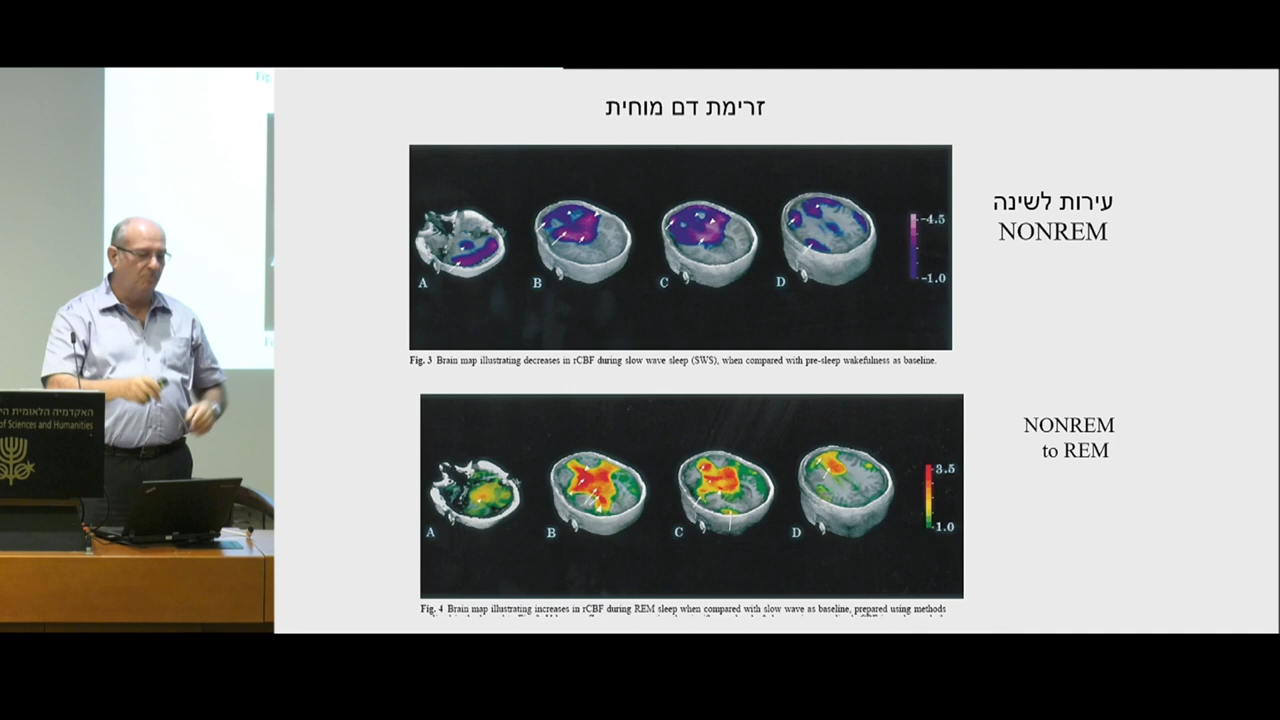 זרימת דם מוחית
עירות לשינה
NONREM
-4.5
-1.0
A
B
C
D
Fig. 3 Brain map illustrating decreases in rCBF during slow wave sleep (SWS), when compared with pre-sleep wakefulness as baseline.
NONREM
to REM
3.5
1.0
A
B
C
D
Fig. 4 Brain map illustrating increases in rCBF during REM sleep when compared with slow wave as baseline, prepared using methods
האקדמיה הלאומית הי
of Sciences and Humanities